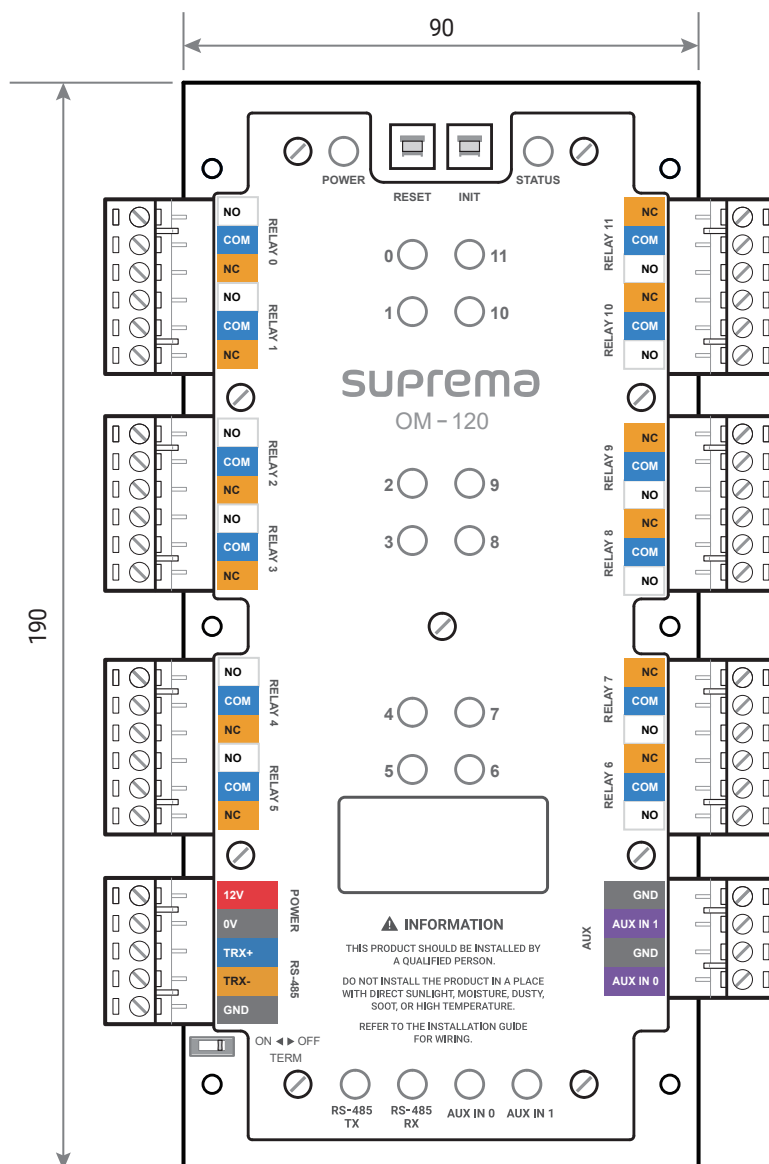 90
190
POWER
RESET
INIT
STATUS
NO
COM
NC
RELAY 0
NO
COM
NC
RELAY 1
0
11
1
10
NC
COM
NO
RELAY 11
NC
COM
NO
RELAY 10
suprema
OM-120
NO
COM
NC
RELAY 2
NO
COM
NC
RELAY 3
2
9
3
8
NC
COM
NO
RELAY 9
NC
COM
NO
RELAY 8
NO
COM
NC
RELAY 4
NO
COM
NC
RELAY 5
4
7
5
6
NC
COM
NO
RELAY 7
NC
COM
NO
RELAY 6
12V
0V
POWER
TRX+
TRX-
GND
RS-485
INFORMATION
THIS PRODUCT SHOULD BE INSTALLED BY
A QUALIFIED PERSON.
DO NOT INSTALL THE PRODUCT IN A PLACE
WITH DIRECT SUNLIGHT, MOISTURE, DUSTY,
SOOT, OR HIGH TEMPERATURE.
REFER TO THE INSTALLATION GUIDE
FOR WIRING.
AUX
GND
AUX IN 1
GND
AUX IN 0
ON ◄ ► OFF
TERM
RS-485
TX
RS-485
RX
AUX IN 0
AUX IN 1